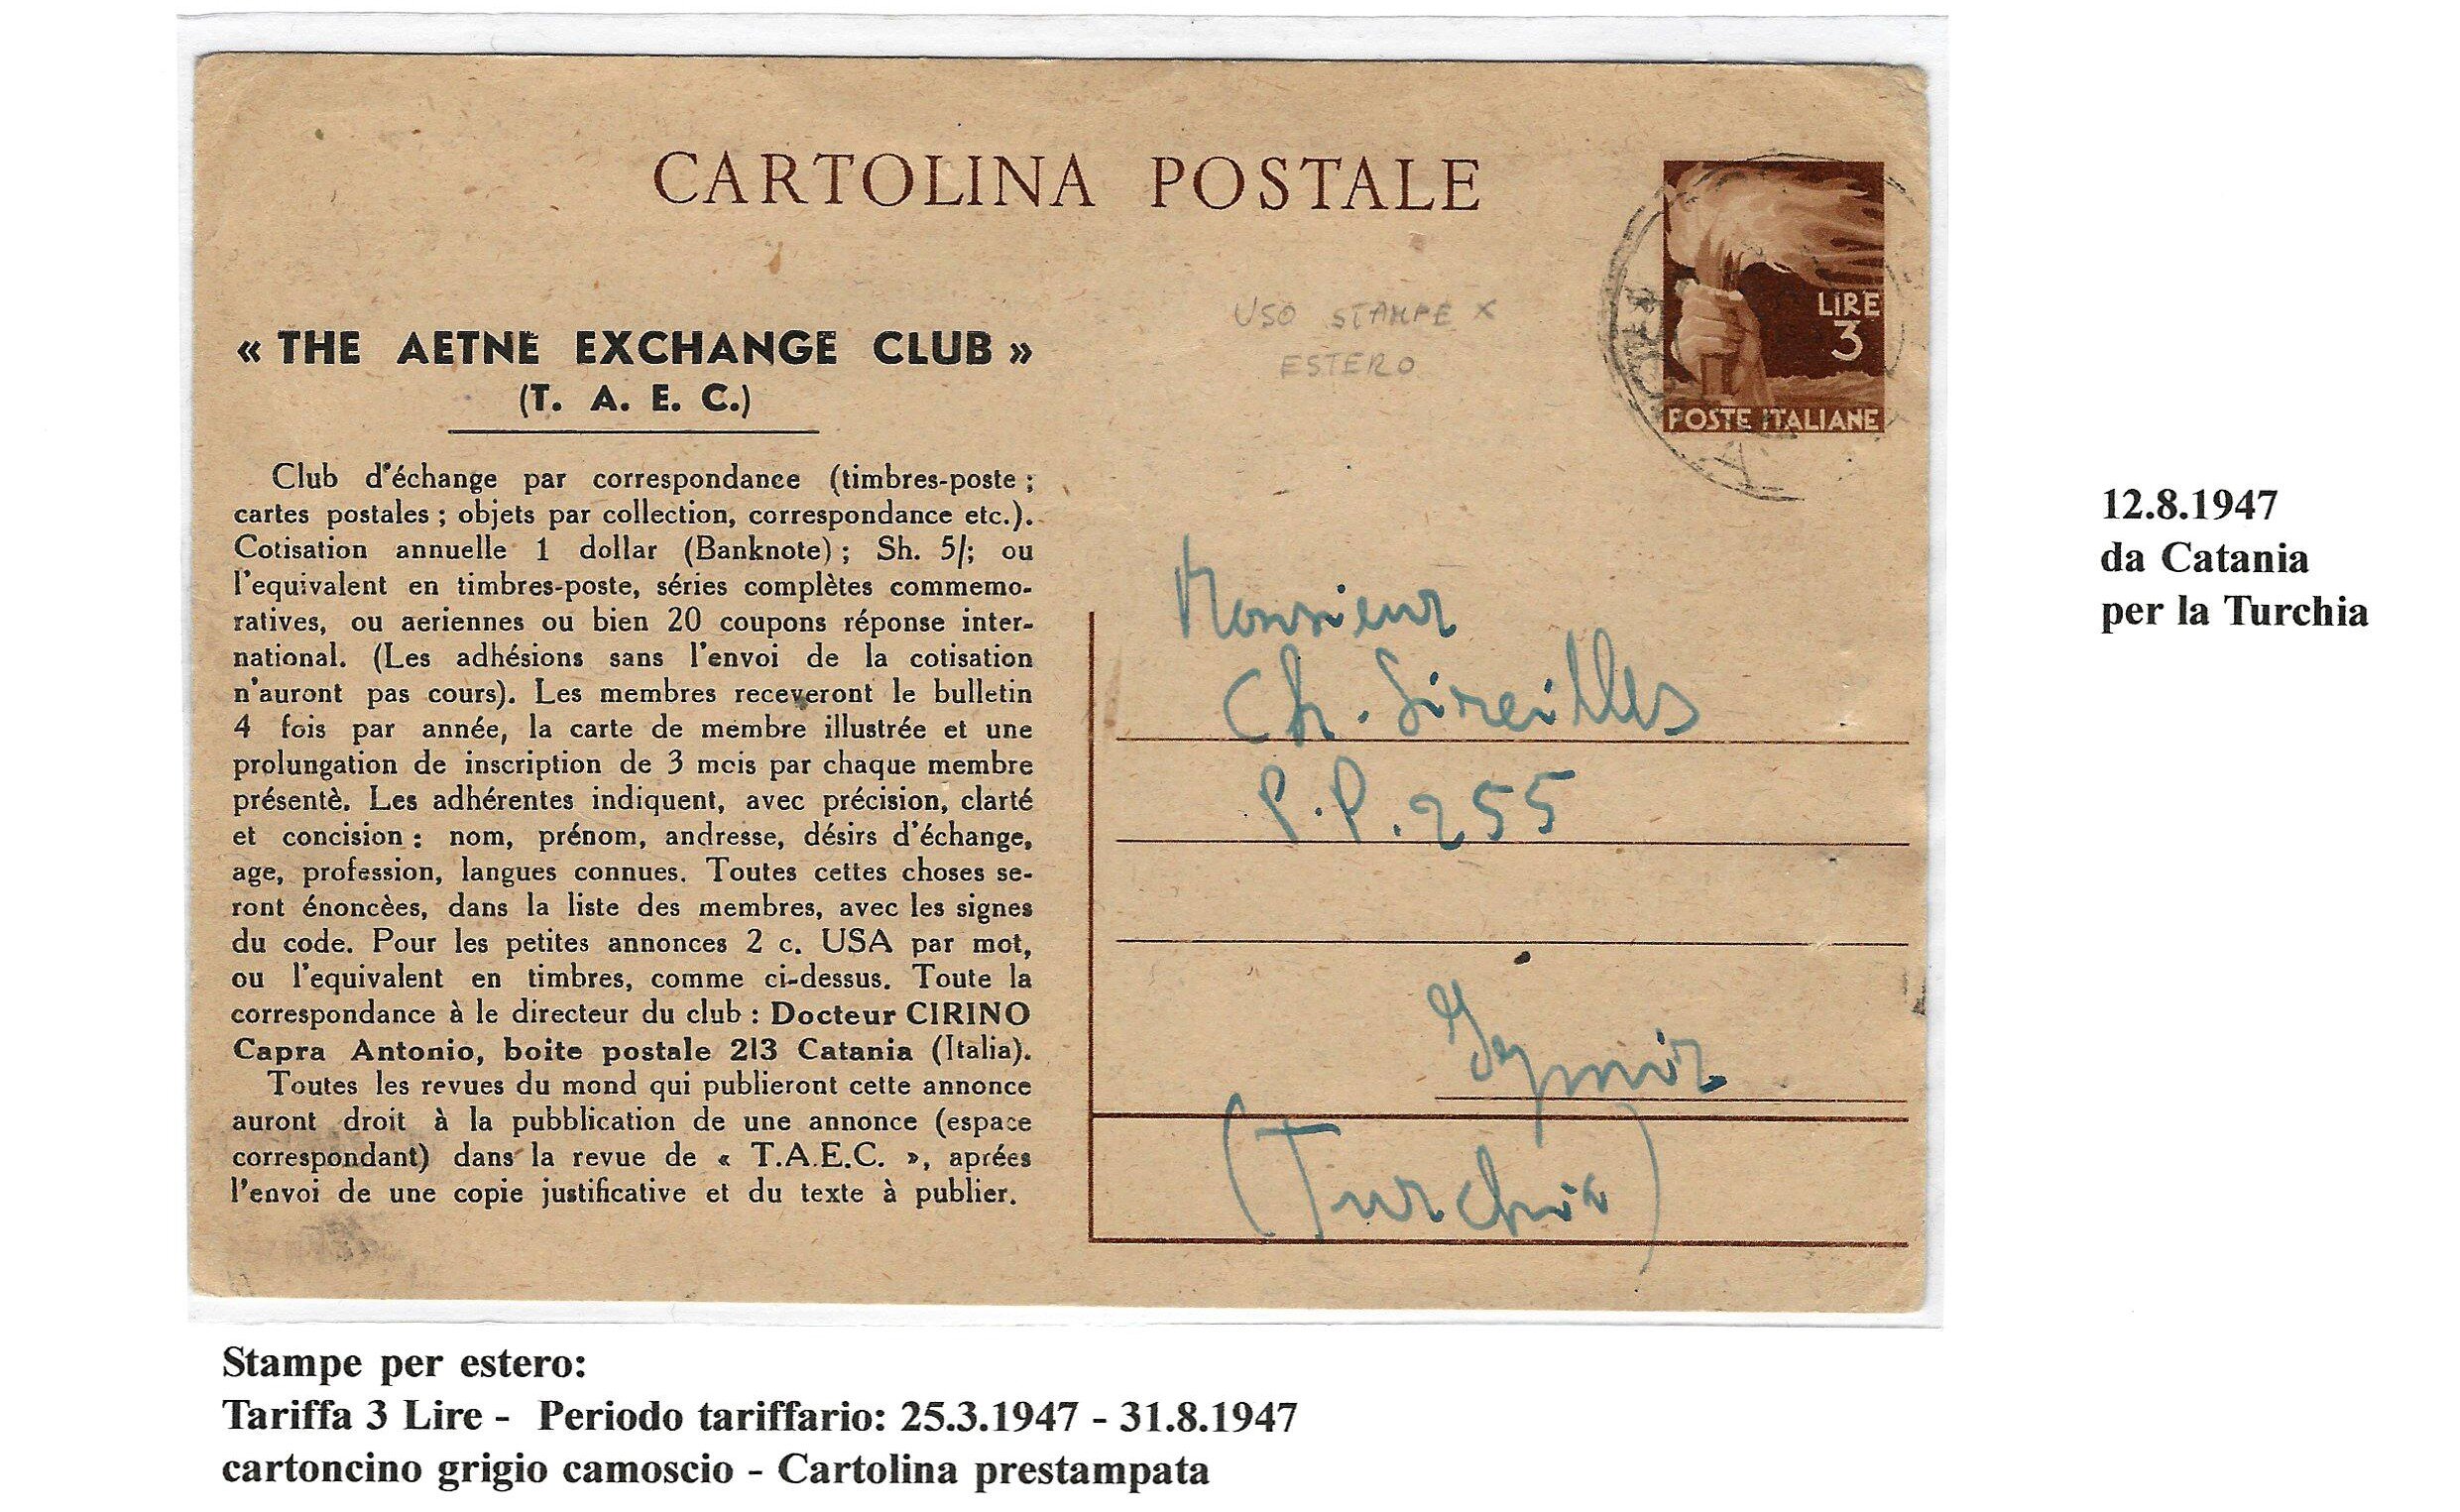 CARTOLINA POSTALE
LIRE
3
POSTE ITALIANE
USO STAMPE X
ESTERO
« THE AETNE EXCHANGE CLUB »
(T. A. E. C.)
Club d'échange par correspondance (timbres-poste ;
cartes postales ; objets par collection, correspondance etc.).
Cotisation annuelle 1 dollar (Banknote) ; Sh. 5/; ou
l'equivalent en timbres-poste, séries complètes commemo-
ratives, ou aeriennes ou bien 20 coupons réponse inter-
national. (Les adhésions sans l'envoi de la cotisation
n'auront pas cours). Les membres receveront le bulletin
4 fois par année, la carte de membre illustrée et une
prolungation de inscription de 3 mois par chaque membre
présentè. Les adhérentes indiquent, avec précision, clarté
et concision : nom, prénom, andresse, désirs d'échange,
age, profession, langues connues. Toutes cettes choses se-
ront énoncèes, dans la liste des membres, avec les signes
du code. Pour les petites annonces 2 c. USA par mot,
ou l'equivalent en timbres, comme ci-dessus. Toute la
correspondance à le directeur du club : Docteur CIRINO
Capra Antonio, boite postale 213 Catania (Italia).
Toutes les revues du mond qui publieront cette annonce
auront droit à la pubblication de une annonce (espace
correspondant) dans la revue de « T.A.E.C. », aprées
l'envoi de une copie justificative et du texte à publier.
Monsieur
Ch.
P.P. 255
(Turchia)
12.8.1947
da Catania
per la Turchia
Stampe per estero:
Tariffa 3 Lire - Periodo tariffario: 25.3.1947 - 31.8.1947
cartoncino grigio camoscio - Cartolina prestampata